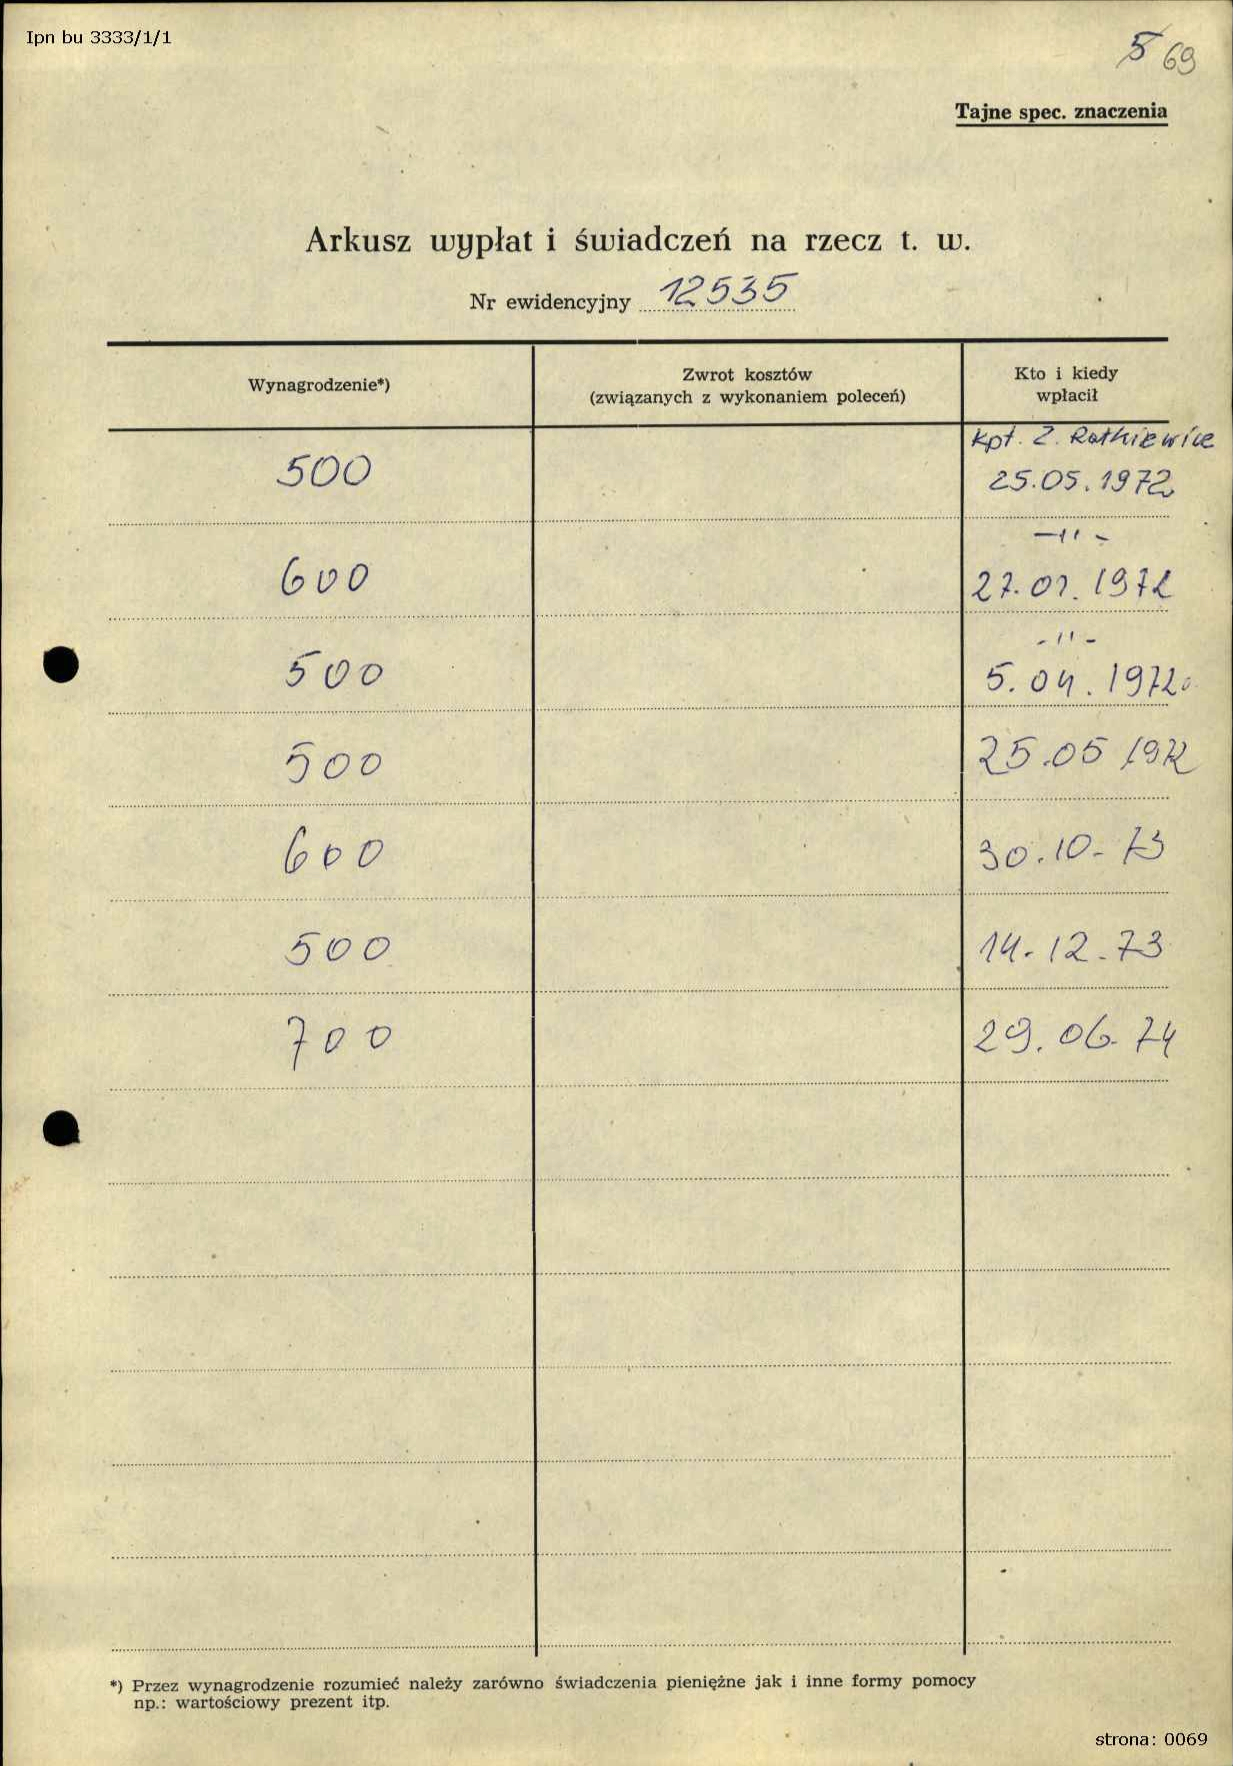 Ipn bu 3333/1/1
5 69
Tajne spec. znaczenia
Arkusz wypłat i świadczeń na rzecz t. w.
Nr ewidencyjny 12535
Wynagrodzenie*)
Zwrot kosztów
(związanych z wykonaniem poleceń)
Kto i kiedy
wpłacił
kpt. Z. Ratkiewicz
500 25.05.1972
-"-
600 27.01.1972
-"-
500 5.04.1972
500 25.05 1972
600 30.10-73
500 14.12.73
700 29.06.74
*) Przez wynagrodzenie rozumieć należy zarówno świadczenia pieniężne jak i inne formy pomocy
np.: wartościowy prezent itp.
strona: 0069